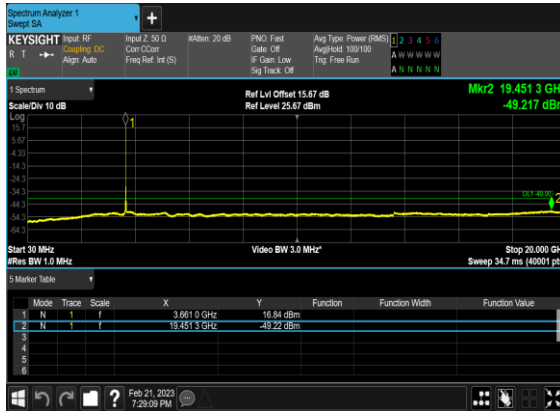 Spectrum Analyzer 1
Swept SA
+
KEYSIGHT
R T
Input: RF
Coupling: DC
Align: Auto
Input Z: 50 Ω
Corr CCorr
Freq Ref: Int (S)
#Atten: 20 dB
PNO: Fast
Gate: Off
IF Gain: Low
Sig Track: Off
Avg Type: Power (RMS)
Avg|Hold: 100/100
Trig: Free Run
1 2 3 4 5 6
A W W W W W
A N N N N N
1 Spectrum
Scale/Div 10 dB
Ref Lvl Offset 15.67 dB
Ref Level 25.67 dBm
Mkr2 19.451 3 GHz
-49.217 dBm
Log
15.7
5.67
-4.33
-14.3
-24.3
-34.3
-44.3
-54.3
-64.3
1
2
Start 30 MHz
#Res BW 1.0 MHz
Video BW 3.0 MHz*
Stop 20.000 GHz
Sweep 34.7 ms (40001 pts)
5 Marker Table
Mode Trace Scale X Y Function Function Width Function Value
1 N 1 f 3.661 0 GHz 16.84 dBm
2 N 1 f 19.451 3 GHz -49.22 dBm
3
4
5
6
?
Feb 21, 2023
7:29:09 PM